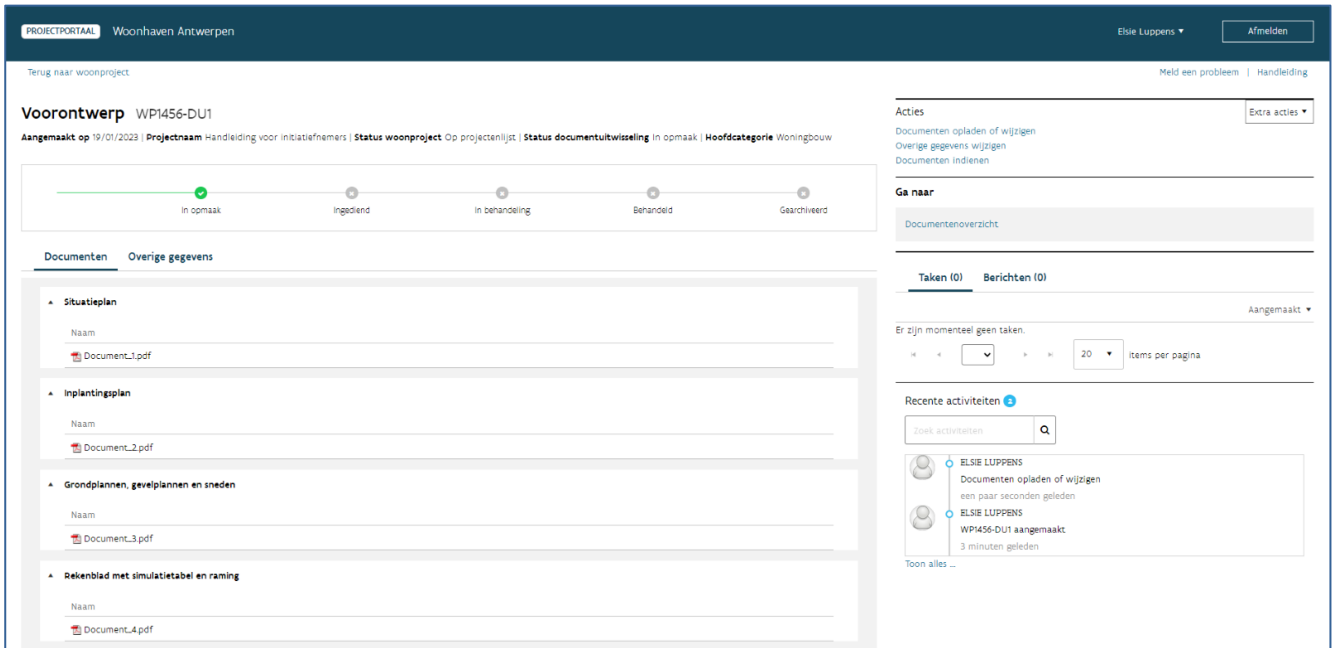 PROJECTPORTAAL Woonhaven Antwerpen Elsie Luppens Afmelden
Terug naar woonproject Meld een probleem | Handleiding
Voorontwerp WP1456-DU1
Aangemaakt op 19/01/2023 | Projectnaam Handleiding voor initiatiefnemers | Status woonproject Op projectenlijst | Status documentuitwisseling In opmaak | Hoofdcategorie Woningbouw
In opmaak Ingediend In behandeling Behandeld Gearchiveerd
Documenten Overige gegevens
Situatieplan
Naam
Document_1.pdf
Inplantingsplan
Naam
Document_2.pdf
Grondplannen, gevelplannen en sneden
Naam
Document_3.pdf
Rekenblad met simulatietabel en raming
Naam
Document_4.pdf
Acties Extra acties
Documenten opladen of wijzigen
Overige gegevens wijzigen
Documenten indienen
Ga naar
Documentenoverzicht
Taken (0) Berichten (0)
Aangemaakt
Er zijn momenteel geen taken.
20 items per pagina
Recente activiteiten 2
Zoek activiteiten
ELSIE LUPPENS
Documenten opladen of wijzigen
een paar seconden geleden
ELSIE LUPPENS
WP1456-DU1 aangemaakt
3 minuten geleden
Toon alles ...